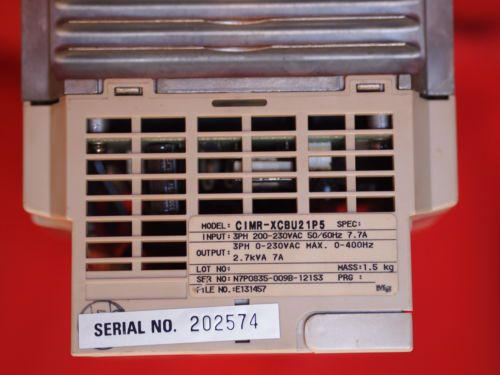 MODEL: CIMR-XCBU21P5 SPEC:
INPUT: 3PH 200-230VAC 50/60Hz 7.7A
OUTPUT: 3PH 0-230VAC MAX. 0-400Hz
2.7kVA 7A
LOT NO: MASS:1.5 kg
SER NO: N7P0835-009B-121S3 PRG :
FILE NO.:E131457
SERIAL NO. 202574